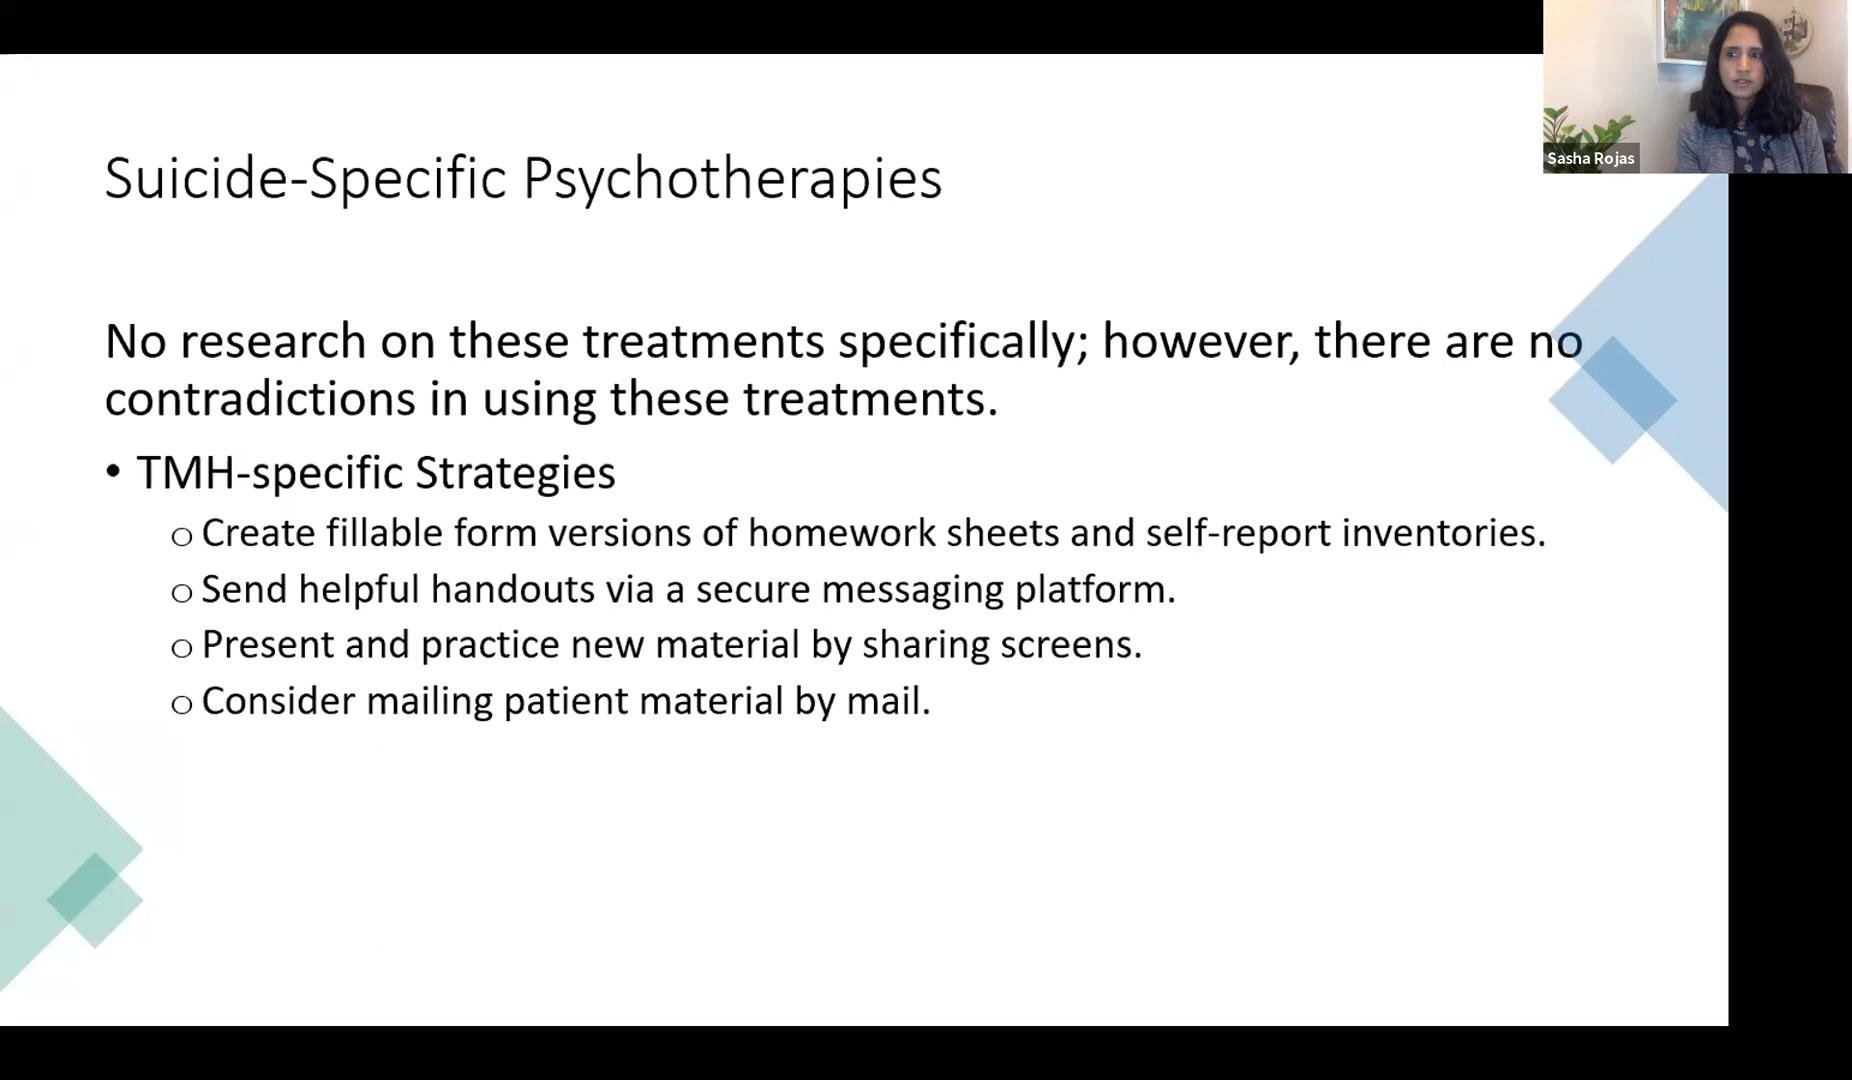 Suicide-Specific Psychotherapies
No research on these treatments specifically; however, there are no
contradictions in using these treatments.
• TMH-specific Strategies
o Create fillable form versions of homework sheets and self-report inventories.
o Send helpful handouts via a secure messaging platform.
o Present and practice new material by sharing screens.
o Consider mailing patient material by mail.
Sasha Rojas